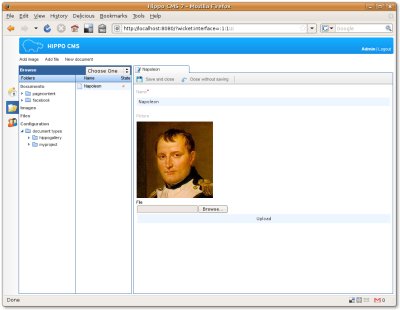 Hippo CMS 7 - Mozilla Firefox
File Edit View History Delicious Bookmarks Tools Help
http://localhost:8080/?wicket:interface=:1:1:::
Google
HIPPO CMS
Admin | Logout
Add image Add file New document
Browse Choose One
Folders Name State
Documents
pagecontent
facebook
Images
Files
Configuration
document types
hippogallery
myproject
Napoleon
Napoleon
Save and close Close without saving
Name*
Napoleon
File
Browse...
Upload
Done
0